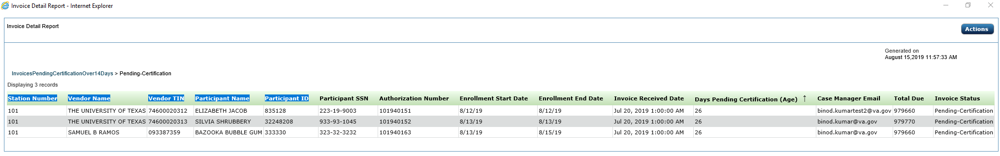 Invoice Detail Report - Internet Explorer
Invoice Detail Report
Actions
Generated on
August 15,2019 11:57:33 AM
InvoicesPendingCertificationOver14Days > Pending-Certification
Displaying 3 records
Station Number Vendor Name Vendor TIN Participant Name Participant ID Participant SSN Authorization Number Enrollment Start Date Enrollment End Date Invoice Received Date Days Pending Certification (Age) ↑ Case Manager Email Total Due Invoice Status
101 THE UNIVERSITY OF TEXAS 74600020312 ELIZABETH JACOB 835128 223-19-9003 101940151 8/12/19 8/12/19 Jul 20, 2019 1:00:00 AM 26 binod.kumartest2@va.gov 979660 Pending-Certification
101 THE UNIVERSITY OF TEXAS 74600020313 SILVIA SHRUBBERY 32248208 933-93-1045 101940152 8/13/19 8/13/19 Jul 20, 2019 1:00:00 AM 26 binod.kumar@va.gov 979770 Pending-Certification
101 SAMUEL B RAMOS 093387359 BAZOOKA BUBBLE GUM 333330 323-32-3232 101940163 8/13/19 8/15/19 Jul 20, 2019 1:00:00 AM 26 binod.kumar@va.gov 979660 Pending-Certification